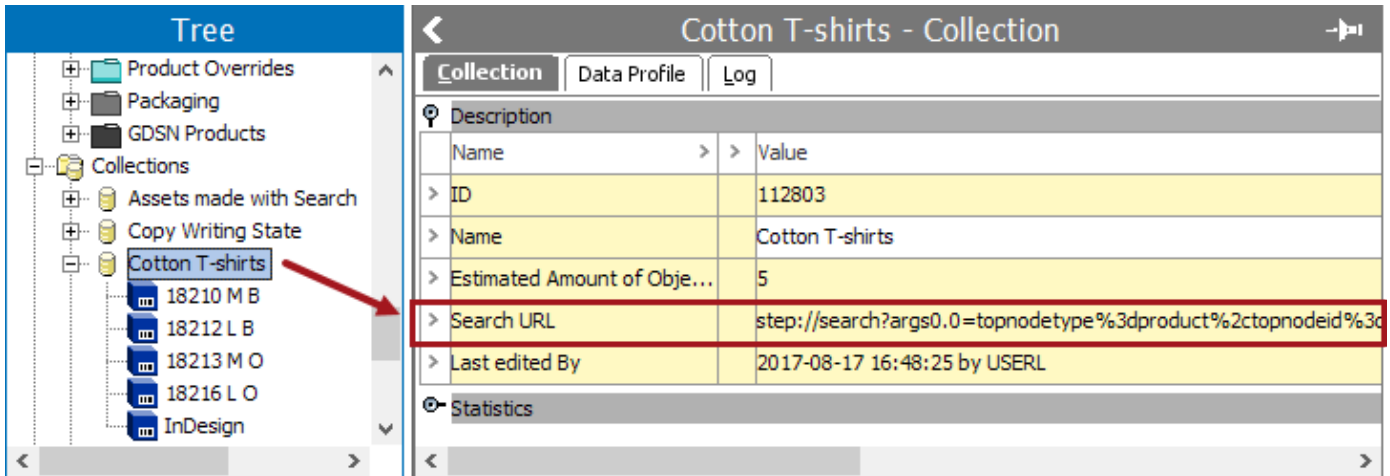 Tree
Product Overrides
Packaging
GDSN Products
Collections
Assets made with Search
Copy Writing State
Cotton T-shirts
18210 M B
18212 L B
18213 M O
18216 L O
InDesign
Cotton T-shirts - Collection
Collection Data Profile Log
Description
Name > > Value
> ID 112803
> Name Cotton T-shirts
> Estimated Amount of Obje... 5
> Search URL step://search?args0.0=topnodetype%3dproduct%2ctopnodeid%3d
> Last edited By 2017-08-17 16:48:25 by USERL
Statistics